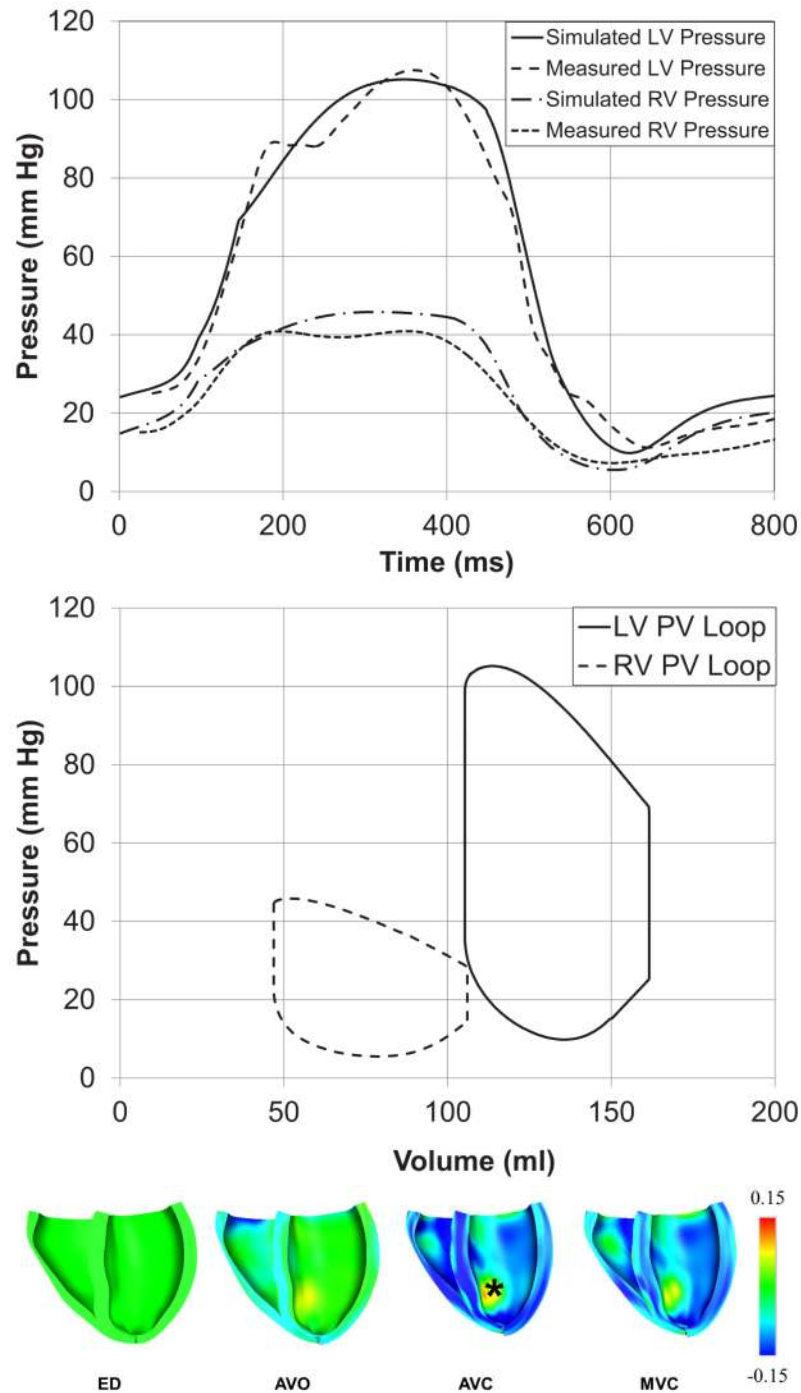 120
100
80
60
40
20
0
Pressure (mm Hg)
Simulated LV Pressure
Measured LV Pressure
Simulated RV Pressure
Measured RV Pressure
0 200 400 600 800
Time (ms)
120
100
80
60
40
20
0
Pressure (mm Hg)
LV PV Loop
RV PV Loop
0 50 100 150 200
Volume (ml)
0.15
*
-0.15
ED AVO AVC MVC